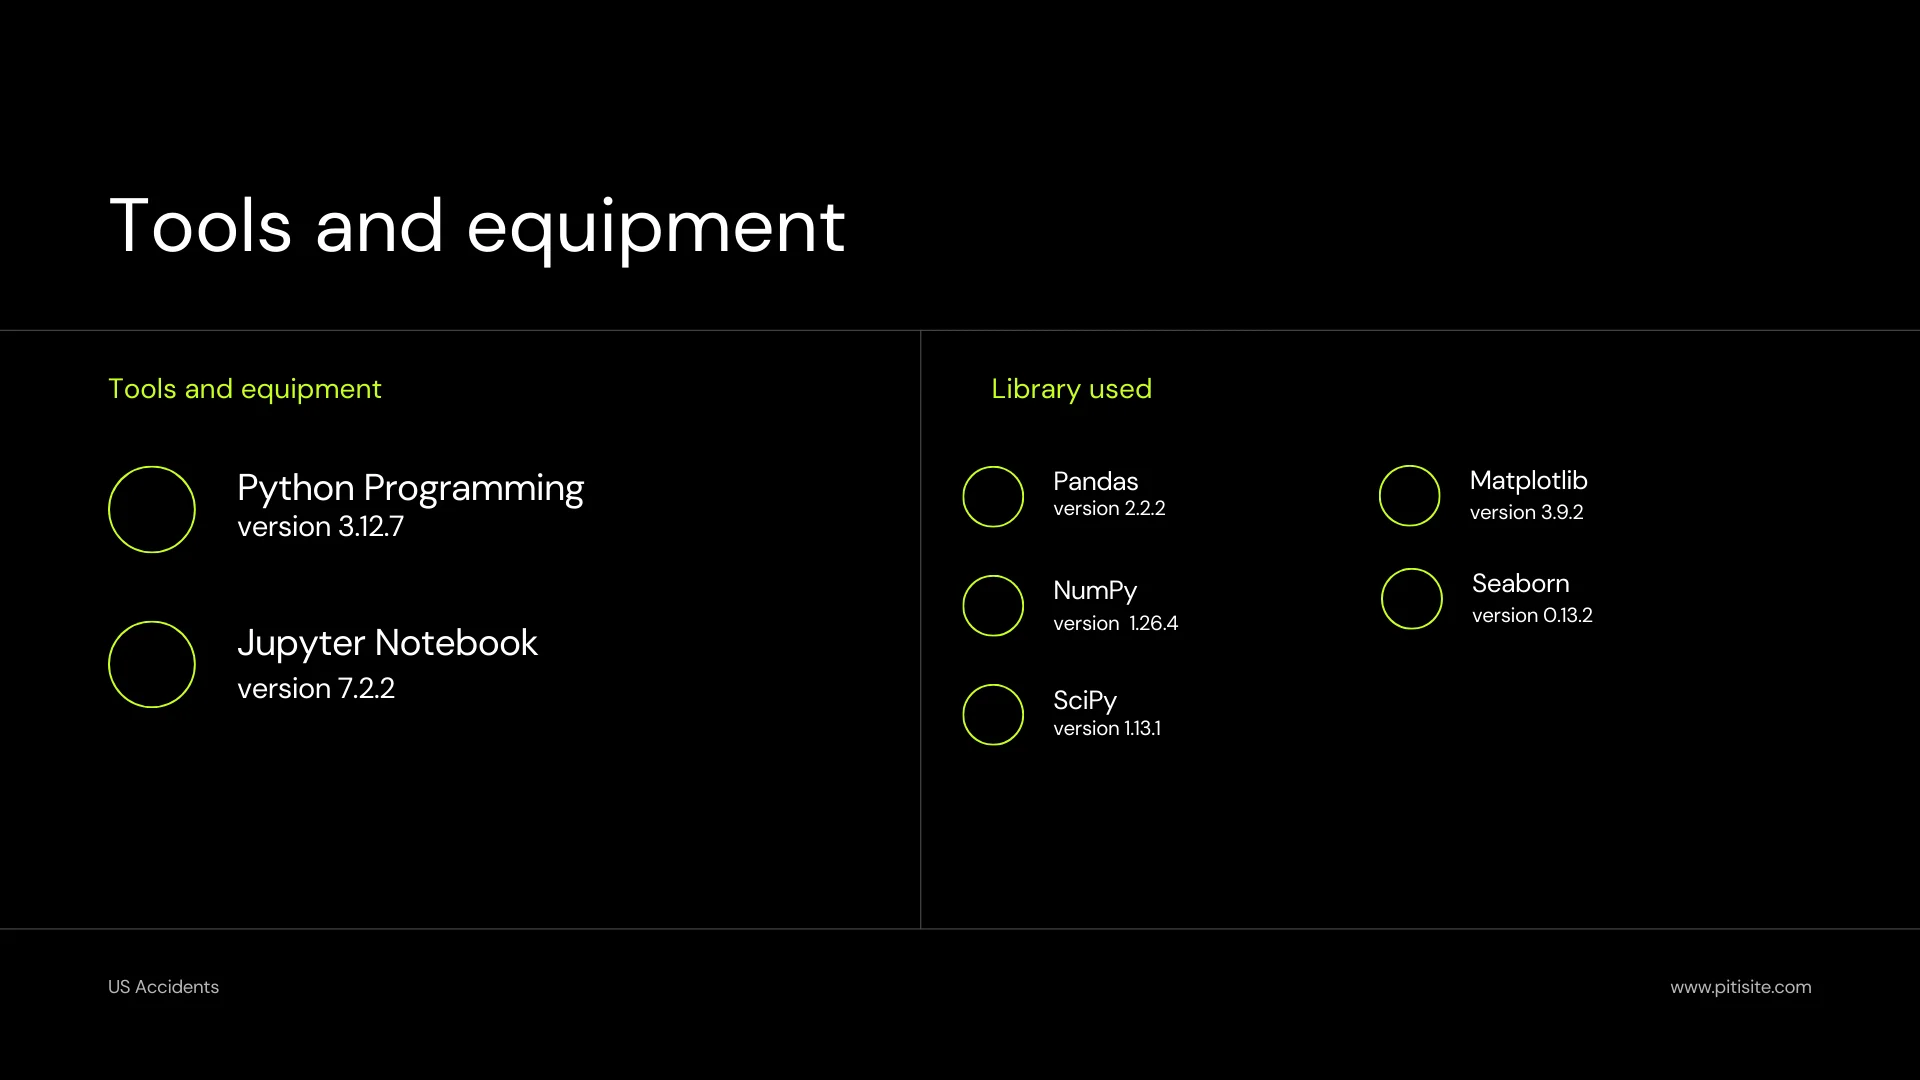 Tools and equipment
Tools and equipment
Python Programming
version 3.12.7
Jupyter Notebook
version 7.2.2
Library used
Pandas
version 2.2.2
NumPy
version  1.26.4
SciPy
version 1.13.1
Matplotlib
version 3.9.2
Seaborn
version 0.13.2
US Accidents
www.pitisite.com